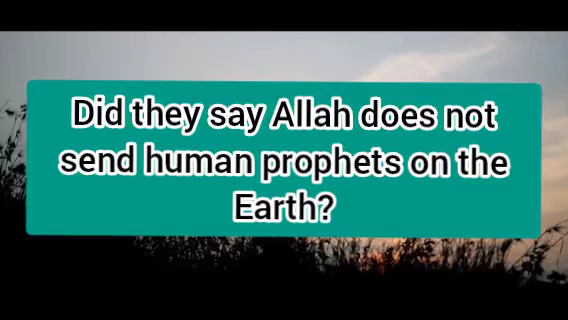 Did they say Allah does not
send human prophets on the
Earth?